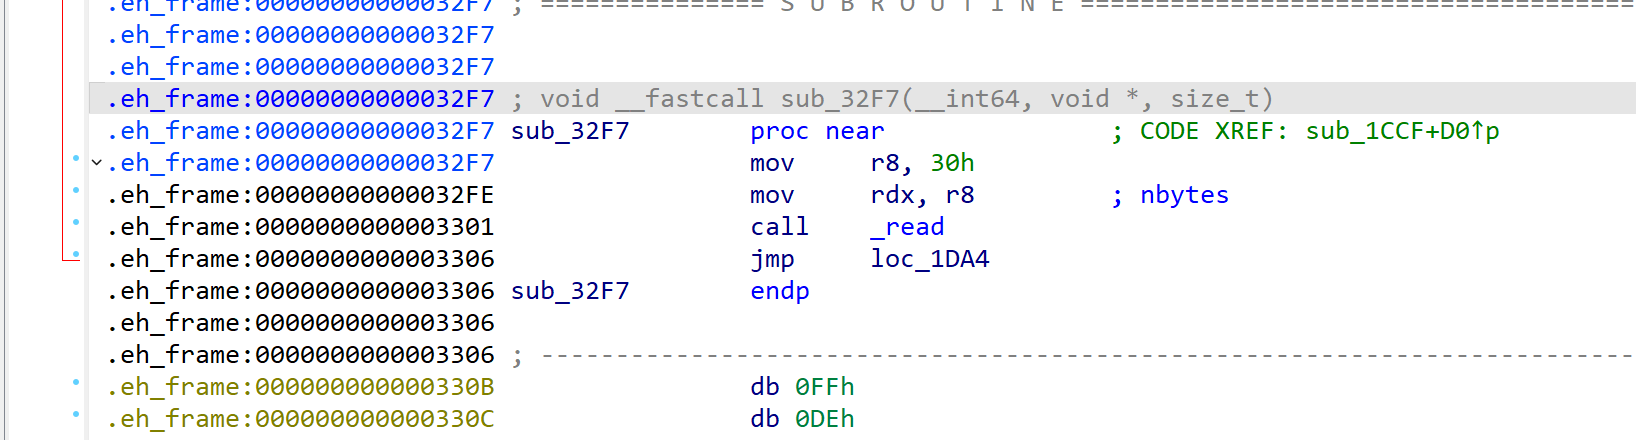 .eh_frame:00000000000032F7 ; =============== S U B R O U T I N E =====================================
.eh_frame:00000000000032F7
.eh_frame:00000000000032F7
.eh_frame:00000000000032F7 ; void __fastcall sub_32F7(__int64, void *, size_t)
.eh_frame:00000000000032F7 sub_32F7 proc near ; CODE XREF: sub_1CCF+D0↑p
.eh_frame:00000000000032F7 mov r8, 30h
.eh_frame:00000000000032FE mov rdx, r8 ; nbytes
.eh_frame:0000000000003301 call _read
.eh_frame:0000000000003306 jmp loc_1DA4
.eh_frame:0000000000003306 sub_32F7 endp
.eh_frame:0000000000003306
.eh_frame:0000000000003306 ; -------------------------------------------------------------------------
.eh_frame:000000000000330B db 0FFh
.eh_frame:000000000000330C db 0DEh